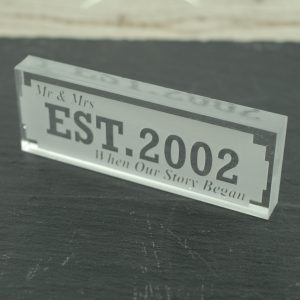 Mr & Mrs
EST.2002
When Our Story Began